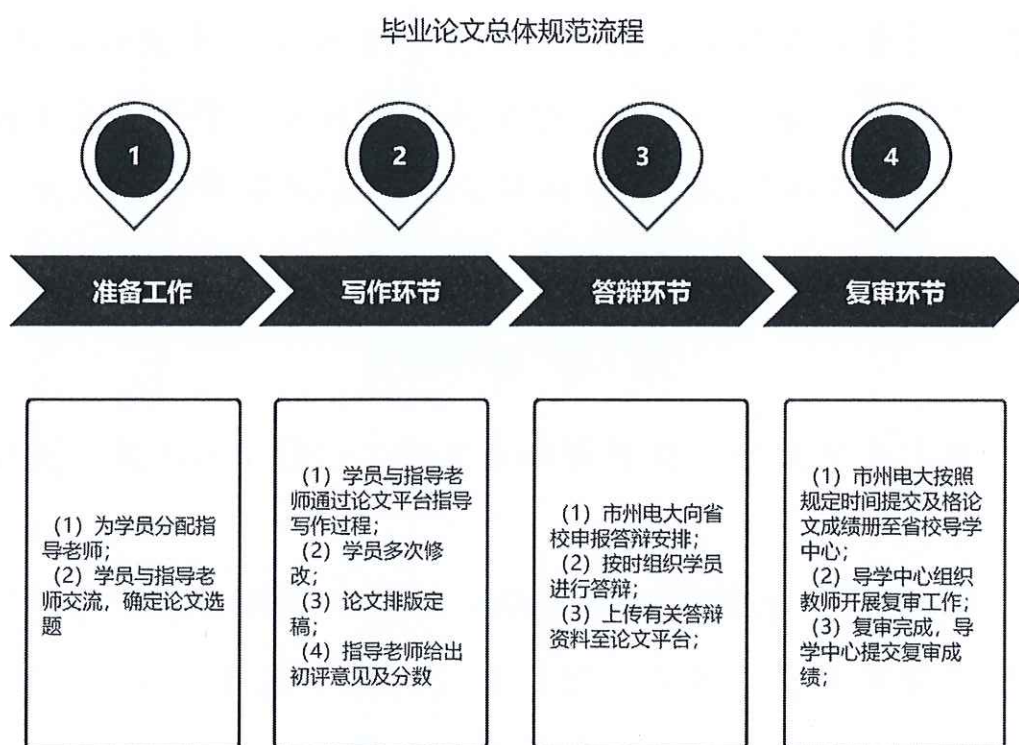 毕业论文总体规范流程
1
2
3
4
准备工作
写作环节
答辩环节
复审环节
（1）为学员分配指
导老师；
（2）学员与指导老
师交流，确定论文选
题
（1）学员与指导老
师通过论文平台指导
写作过程；
（2）学员多次修
改；
（3）论文排版定
稿；
（4）指导老师给出
初评意见及分数
（1）市州电大向省
校申报答辩安排；
（2）按时组织学员
进行答辩；
（3）上传有关答辩
资料至论文平台；
（1）市州电大按照
规定时间提交及格论
文成绩册至省校导学
中心；
（2）导学中心组织
教师开展复审工作；
（3）复审完成，导
学中心提交复审成
绩；